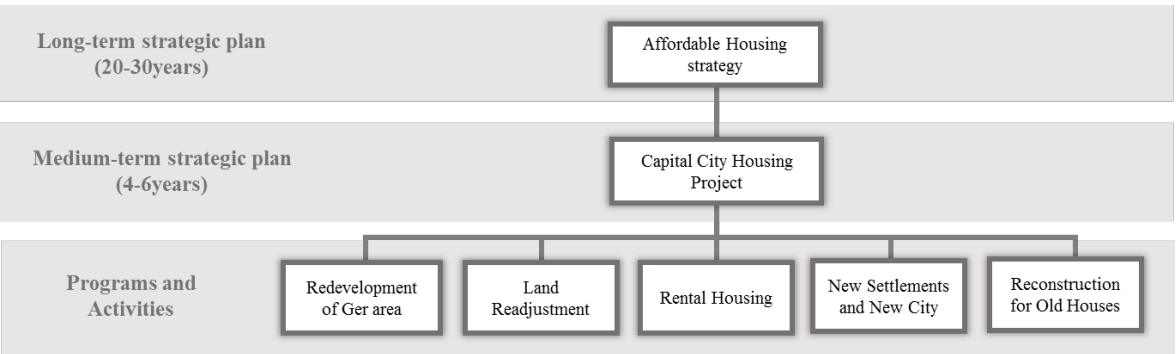 Long-term strategic plan
(20-30years)
Affordable Housing
strategy
Medium-term strategic plan
(4-6years)
Capital City Housing
Project
Programs and
Activities
Redevelopment
of Ger area
Land
Readjustment
Rental Housing
New Settlements
and New City
Reconstruction
for Old Houses